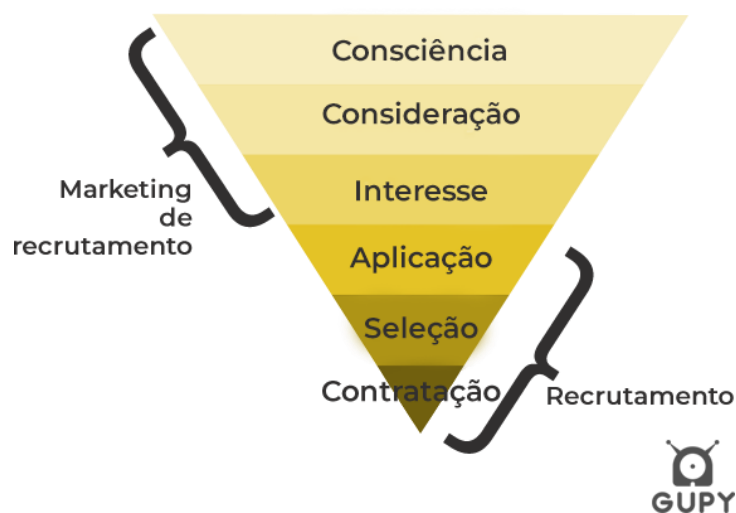 Consciência
Consideração
Interesse
Marketing
de
recrutamento
Aplicação
Seleção
Contratação
Recrutamento
GUPY